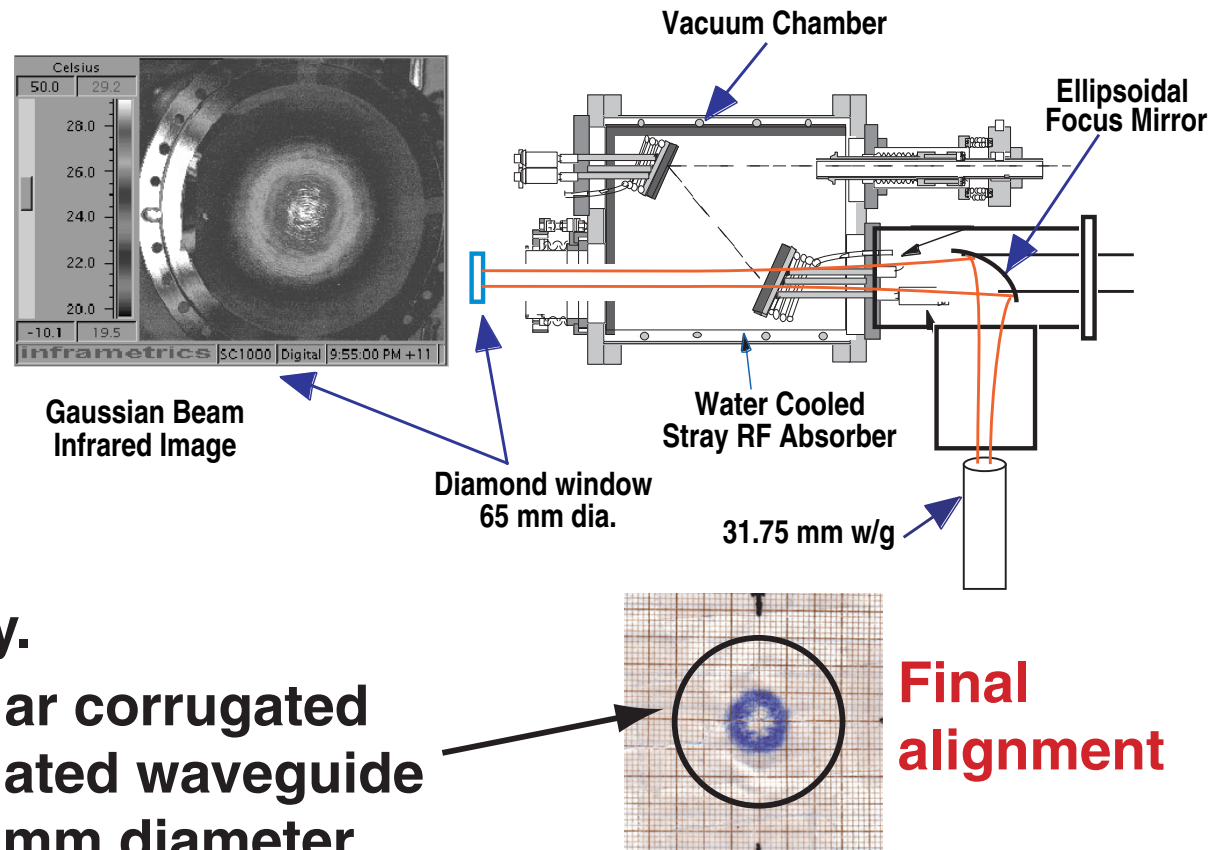 Vacuum Chamber
Celsius
50.0 29.2
28.0
26.0
24.0
22.0
20.0
-10.1 19.5
inframetrics SC1000 Digital 9:55:00 PM +11
Ellipsoidal
Focus Mirror
Gaussian Beam
Infrared Image
Water Cooled
Stray RF Absorber
Diamond window
65 mm dia.
31.75 mm w/g
y.
ar corrugated
ated waveguide
mm diameter
Final
alignment